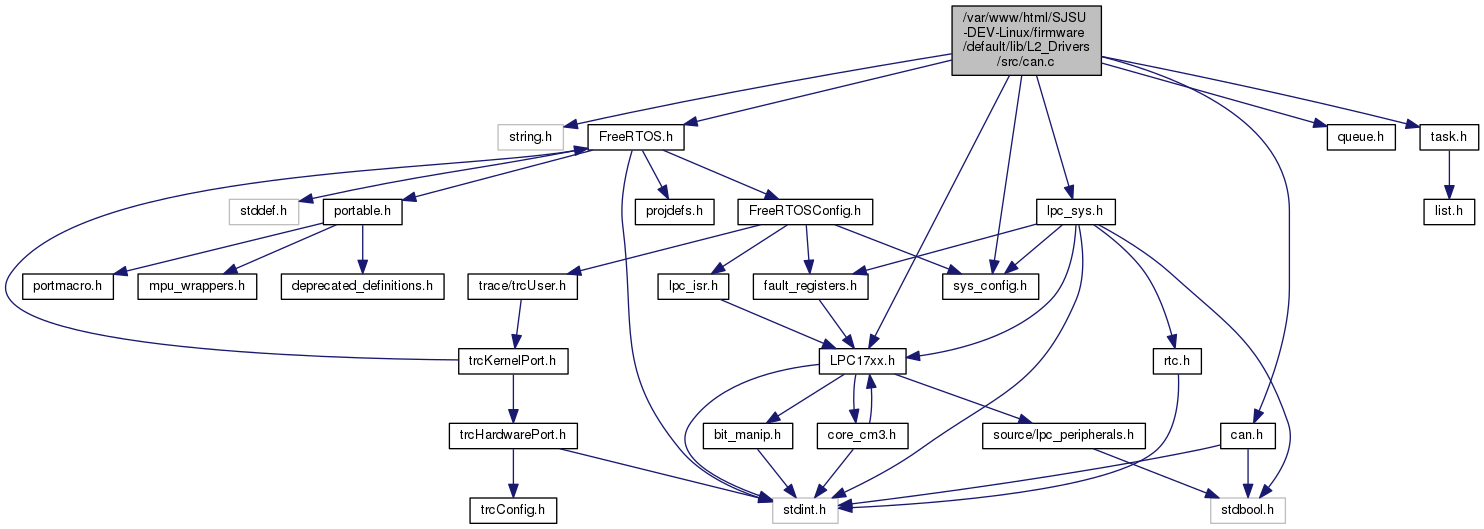 /var/www/html/SJSU
-DEV-Linux/firmware
/default/lib/L2_Drivers
/src/can.c
string.h
FreeRTOS.h
queue.h
task.h
stddef.h
portable.h
projdefs.h
FreeRTOSConfig.h
lpc_sys.h
list.h
portmacro.h
mpu_wrappers.h
deprecated_definitions.h
trace/trcUser.h
lpc_isr.h
fault_registers.h
sys_config.h
trcKernelPort.h
LPC17xx.h
rtc.h
trcHardwarePort.h
bit_manip.h
core_cm3.h
source/lpc_peripherals.h
can.h
trcConfig.h
stdint.h
stdbool.h